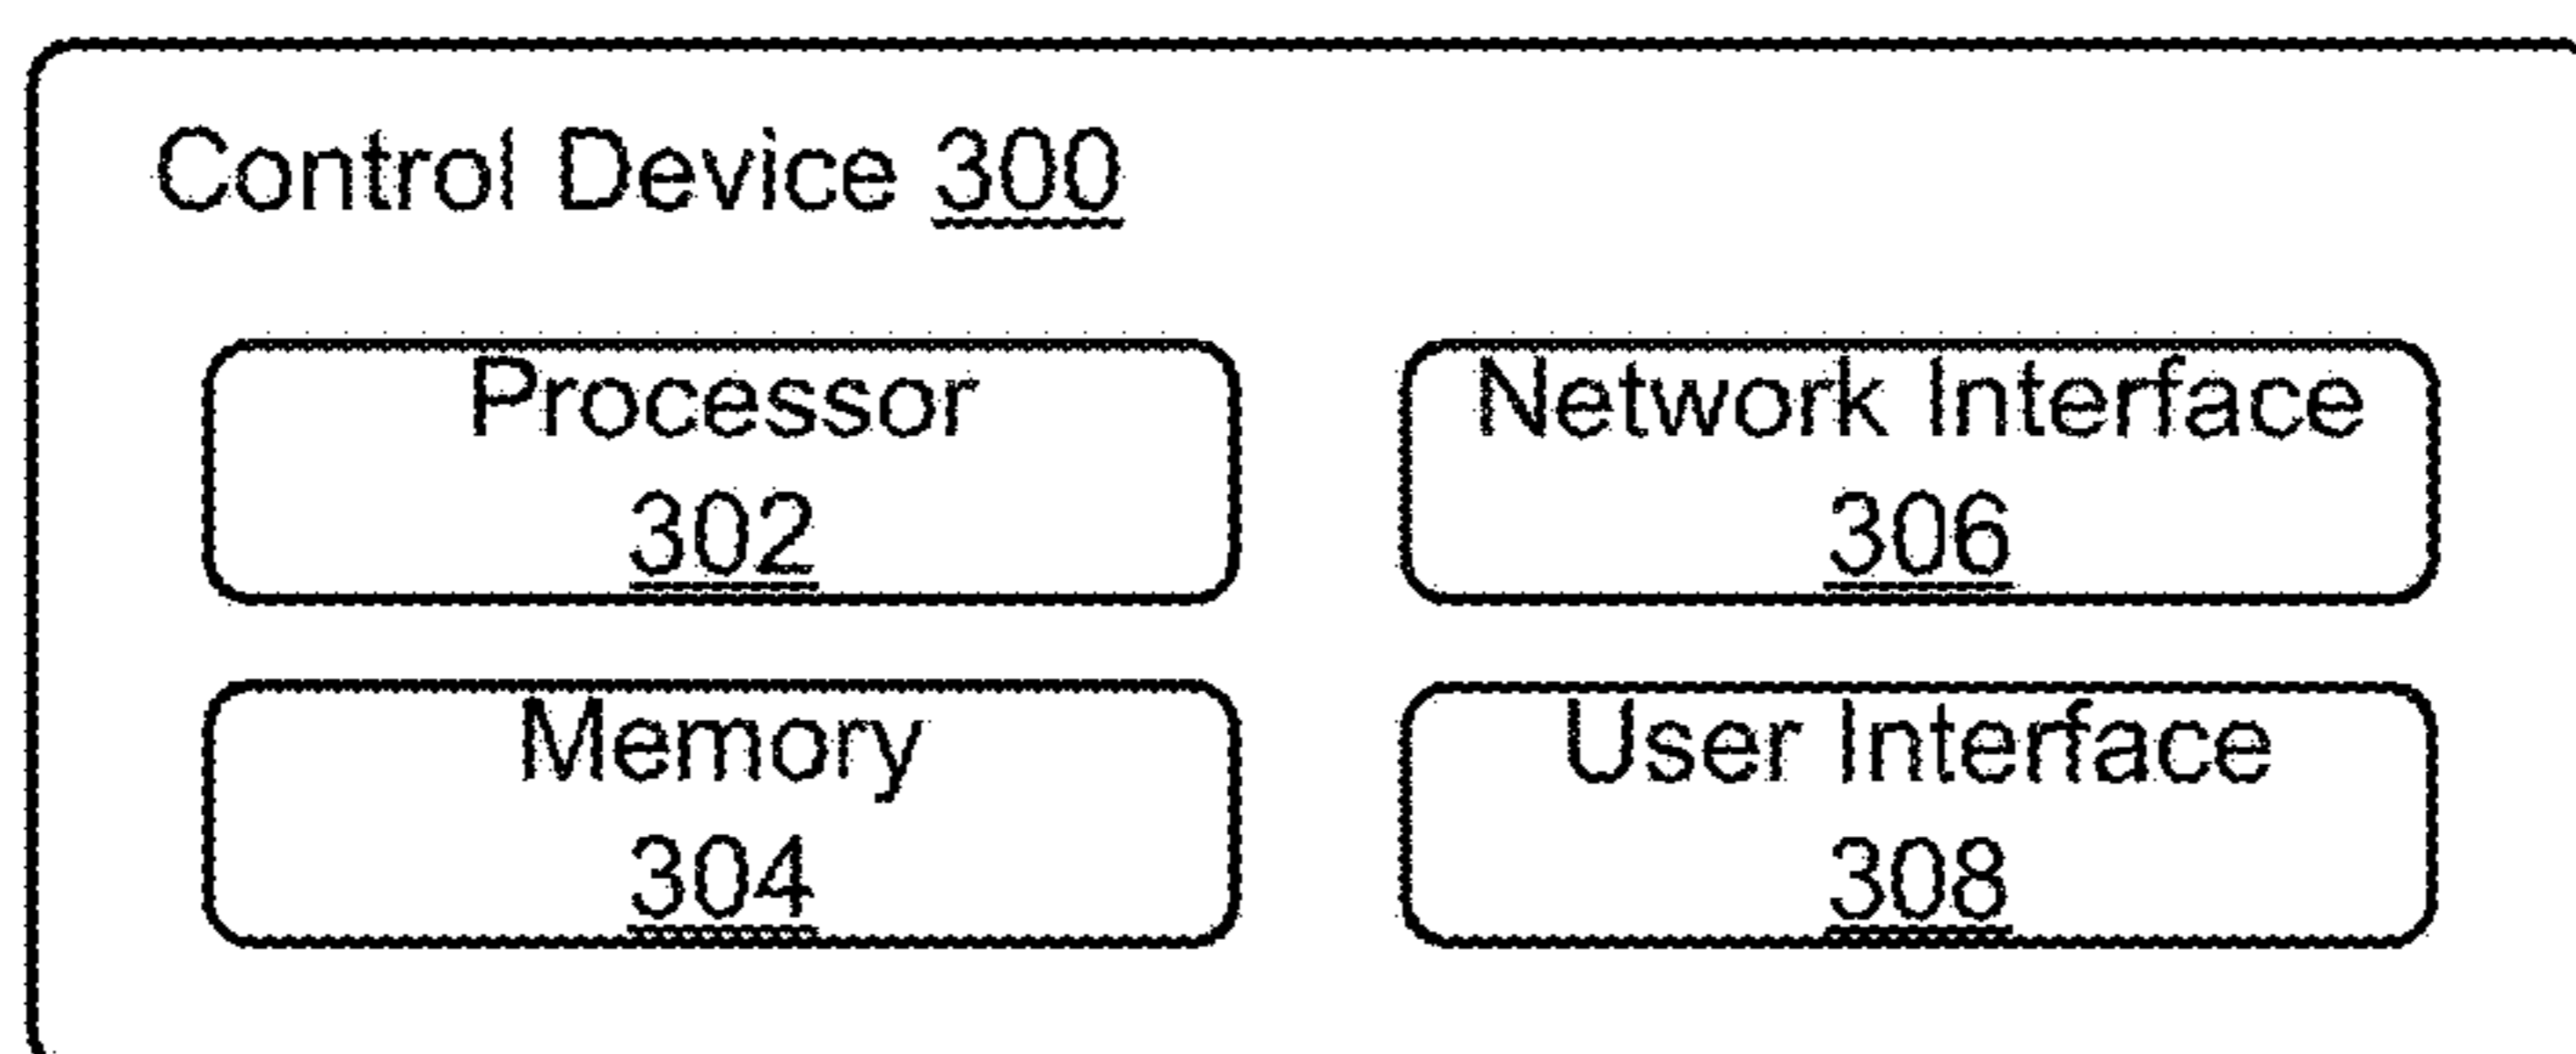 Control Device 300
Processor
302
Network Interface
306
Memory
304
User Interface
308